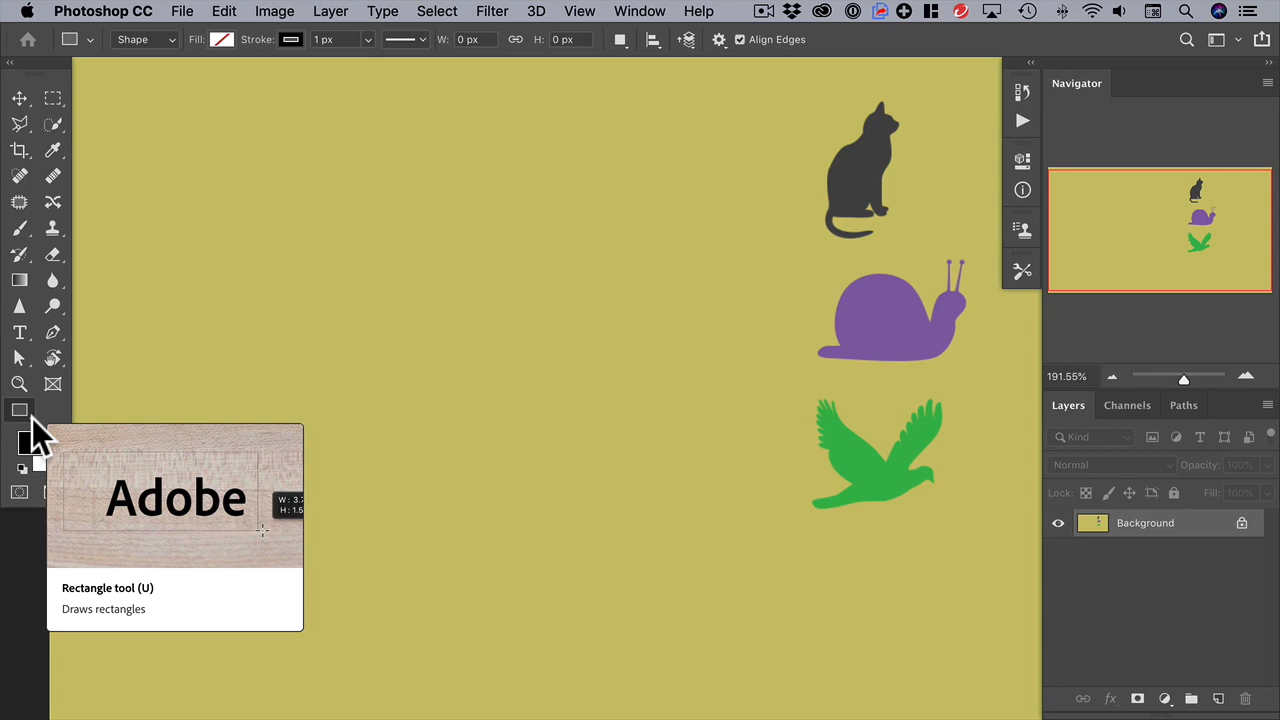 Photoshop CC File Edit Image Layer Type Select Filter 3D View Window Help
Shape Fill: Stroke: 1 px W: 0 px H: 0 px Align Edges
Navigator
191.55%
Layers Channels Paths
Kind
Normal Opacity: 100%
Lock: Fill: 100%
Background
Adobe
W: 3.7
H: 1.5
Rectangle tool (U)
Draws rectangles